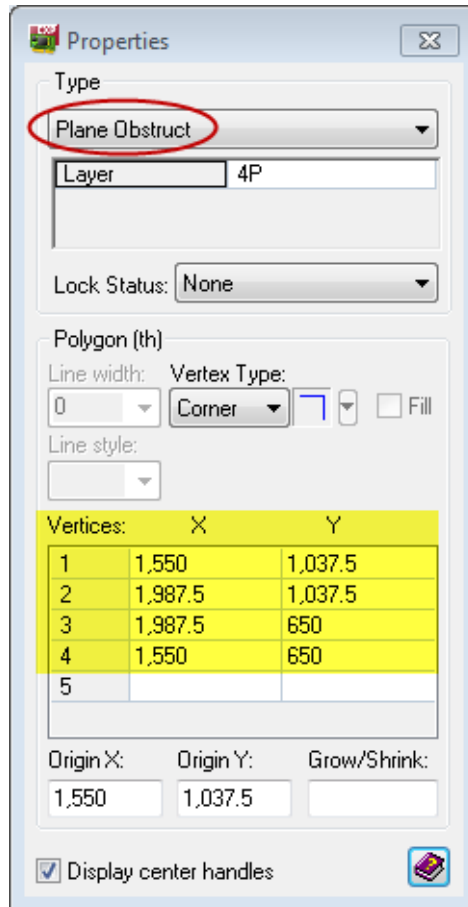 Properties
Type
Plane Obstruct
Layer 4P
Lock Status: None
Polygon (th)
Line width: Vertex Type:
0 Corner Fill
Line style:
Vertices: X Y
1 1,550 1,037.5
2 1,987.5 1,037.5
3 1,987.5 650
4 1,550 650
5
Origin X: Origin Y: Grow/Shrink:
1,550 1,037.5
Display center handles